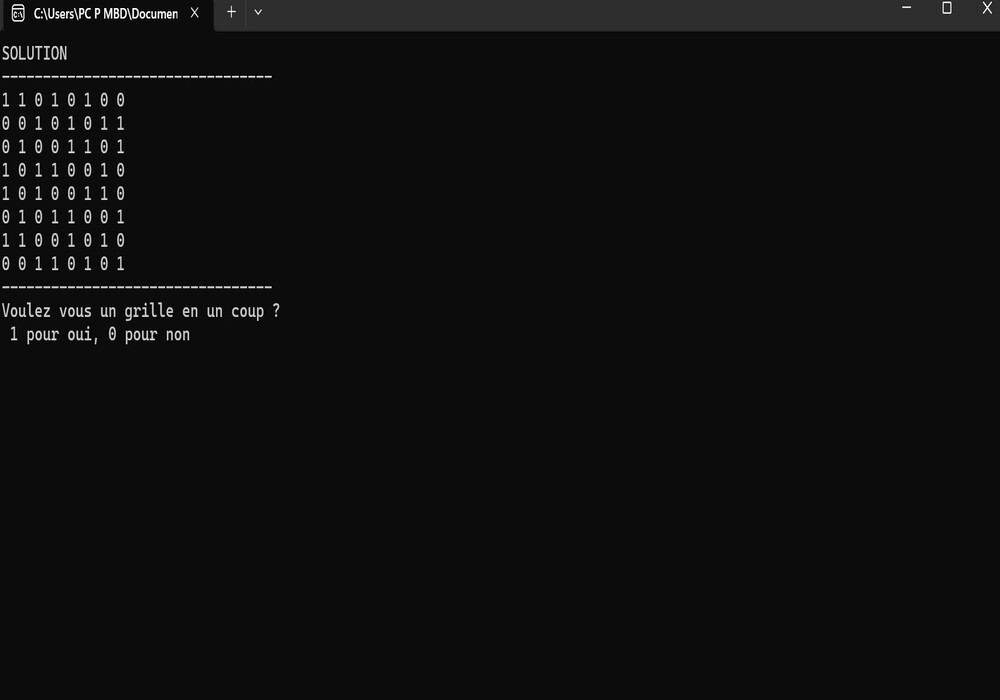 C:\Users\PC P MBD\Documen
SOLUTION
---------------------------------
1 1 0 1 0 1 0 0
0 0 1 0 1 0 1 1
0 1 0 0 1 1 0 1
1 0 1 1 0 0 1 0
1 0 1 0 0 1 1 0
0 1 0 1 1 0 0 1
1 1 0 0 1 0 1 0
0 0 1 1 0 1 0 1
---------------------------------
Voulez vous un grille en un coup ?
1 pour oui, 0 pour non